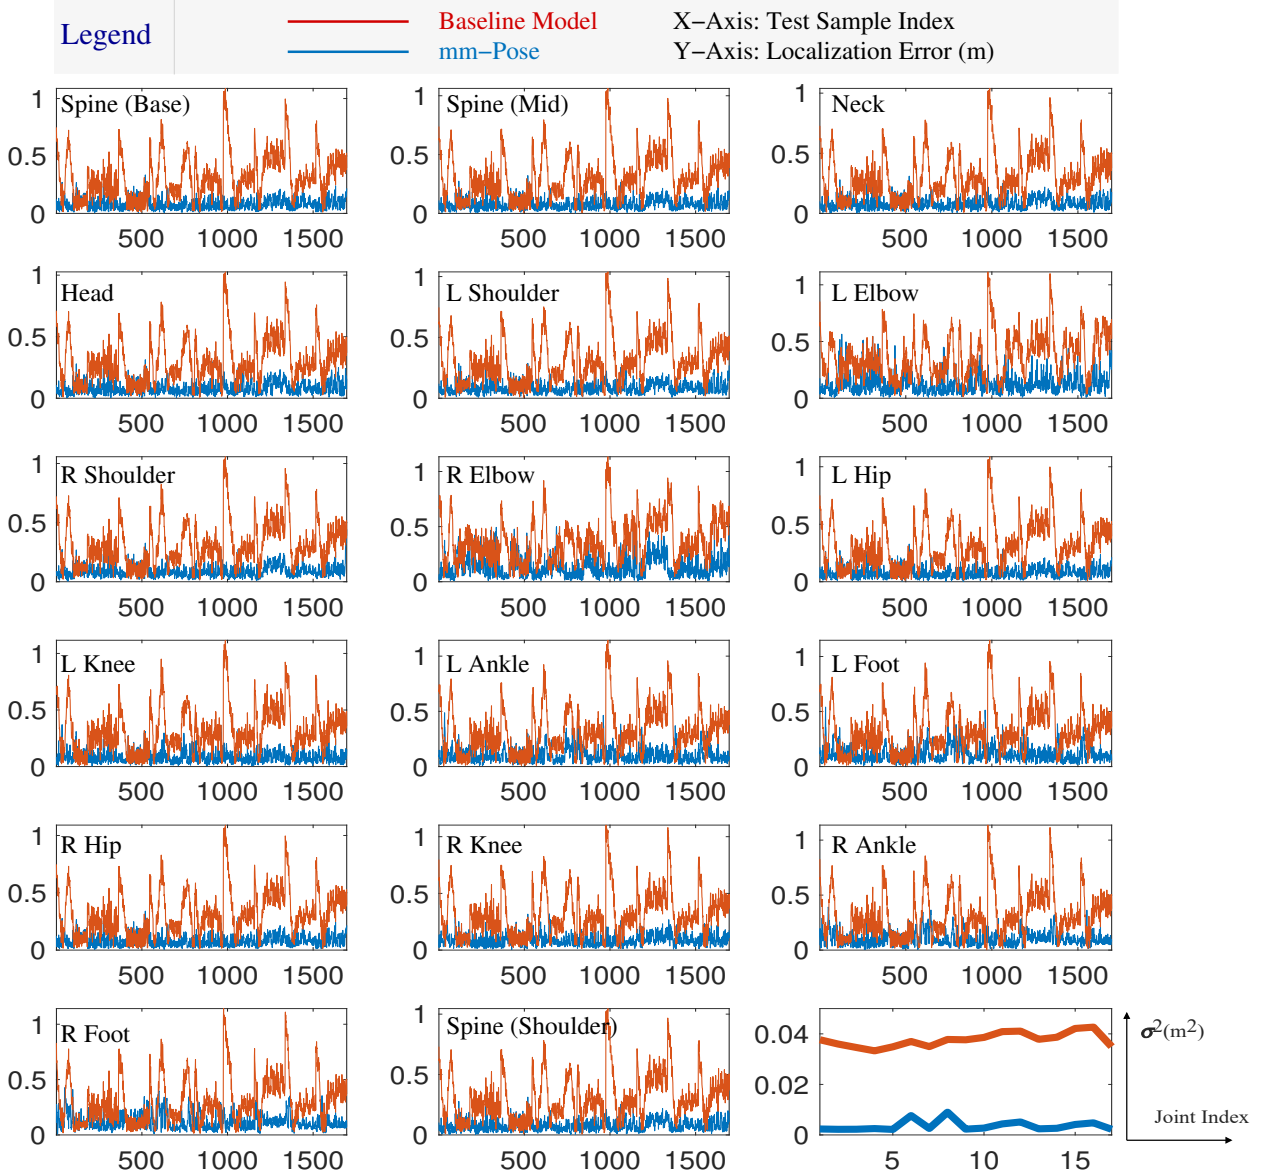 Legend
Baseline Model
X−Axis: Test Sample Index
mm−Pose
Y−Axis: Localization Error (m)
Spine (Base)
1
0.5
0
500 1000 1500
Spine (Mid)
1
0.5
0
500 1000 1500
Neck
1
0.5
0
500 1000 1500
Head
1
0.5
0
500 1000 1500
L Shoulder
1
0.5
0
500 1000 1500
L Elbow
1
0.5
0
500 1000 1500
R Shoulder
1
0.5
0
500 1000 1500
R Elbow
1
0.5
0
500 1000 1500
L Hip
1
0.5
0
500 1000 1500
L Knee
1
0.5
0
500 1000 1500
L Ankle
1
0.5
0
500 1000 1500
L Foot
1
0.5
0
500 1000 1500
R Hip
1
0.5
0
500 1000 1500
R Knee
1
0.5
0
500 1000 1500
R Ankle
1
0.5
0
500 1000 1500
R Foot
1
0.5
0
500 1000 1500
Spine (Shoulder)
1
0.5
0
500 1000 1500
0.04
0.02
0
5 10 15
σ²(m²)
Joint Index